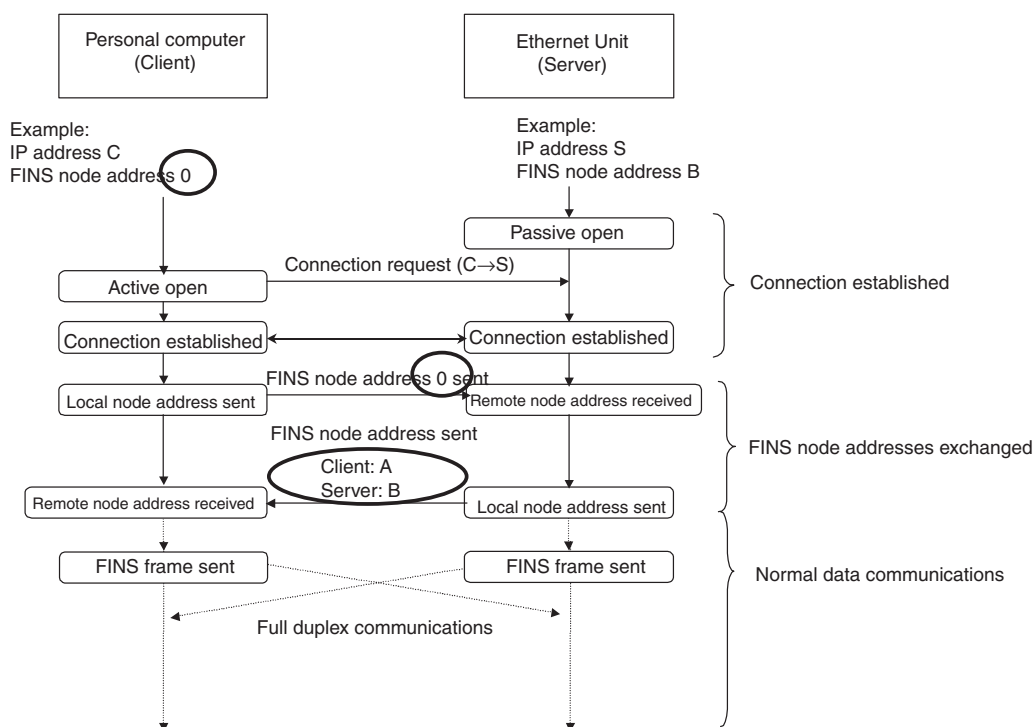 Personal computer
(Client)
Ethernet Unit
(Server)
Example:
IP address C
FINS node address 0
Example:
IP address S
FINS node address B
Passive open
Connection request (C→S)
Active open
Connection established
Connection established
Connection established
FINS node address 0 sent
Local node address sent
Remote node address received
FINS node address sent
Client: A
Server: B
FINS node addresses exchanged
Remote node address received
Local node address sent
FINS frame sent
FINS frame sent
Normal data communications
Full duplex communications